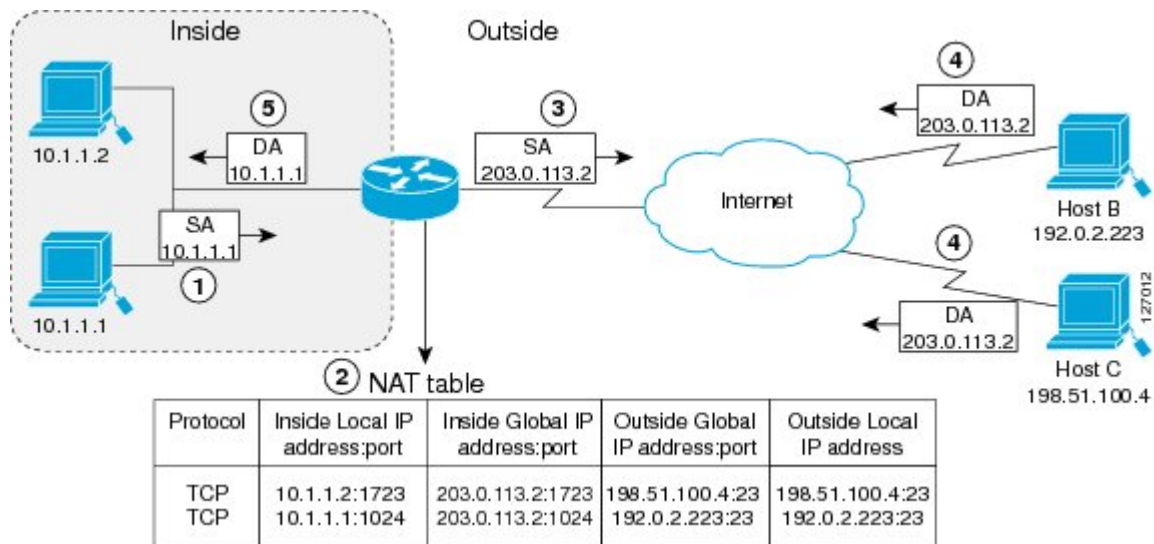 Inside
Outside
10.1.1.2
5
DA
10.1.1.1
3
SA
203.0.113.2
4
DA
203.0.113.2
Internet
Host B
192.0.2.223
SA
10.1.1.1
1
10.1.1.1
4
DA
203.0.113.2
Host C
198.51.100.4
127012
2 NAT table
Protocol
Inside Local IP
address:port
Inside Global IP
address:port
Outside Global
IP address:port
Outside Local
IP address
TCP 10.1.1.2:1723 203.0.113.2:1723 198.51.100.4:23 198.51.100.4:23
TCP 10.1.1.1:1024 203.0.113.2:1024 192.0.2.223:23 192.0.2.223:23